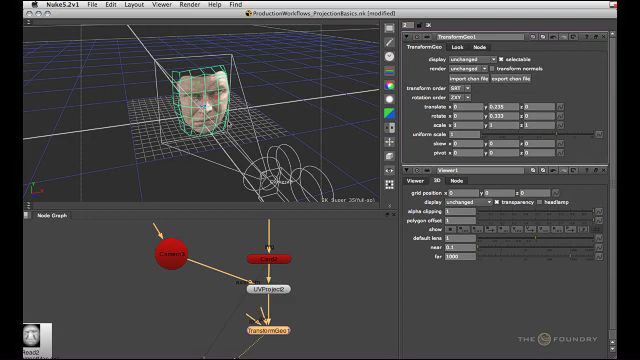 Nuke5.2v1 File Edit Layout Viewer Render Help
ProductionWorkflows_ProjectionBasics.nk [modified]
2
TransformGeo1
TransformGeo Look Node
display unchanged selectable
render unchanged transform normals
import chan file export chan file
transform order SRT
rotation order ZXY
translate x 0 y 0.235 z 0
rotate x 0 y 0.333 z 0
scale x 1 y 1 z 1
uniform scale 1
skew x 0 y 0 z 0
pivot x 0 y 0 z 0
Viewer1
Viewer 3D Node
grid position x 0 y 0 z 0
display unchanged transparency headlamp
alpha clipping 1
polygon offset 1
show
default lens 1
near 0.1
far 1000
Node Graph
Camera3
Card2
UVProject2
TransformGeo1
Read2
THE FOUNDRY